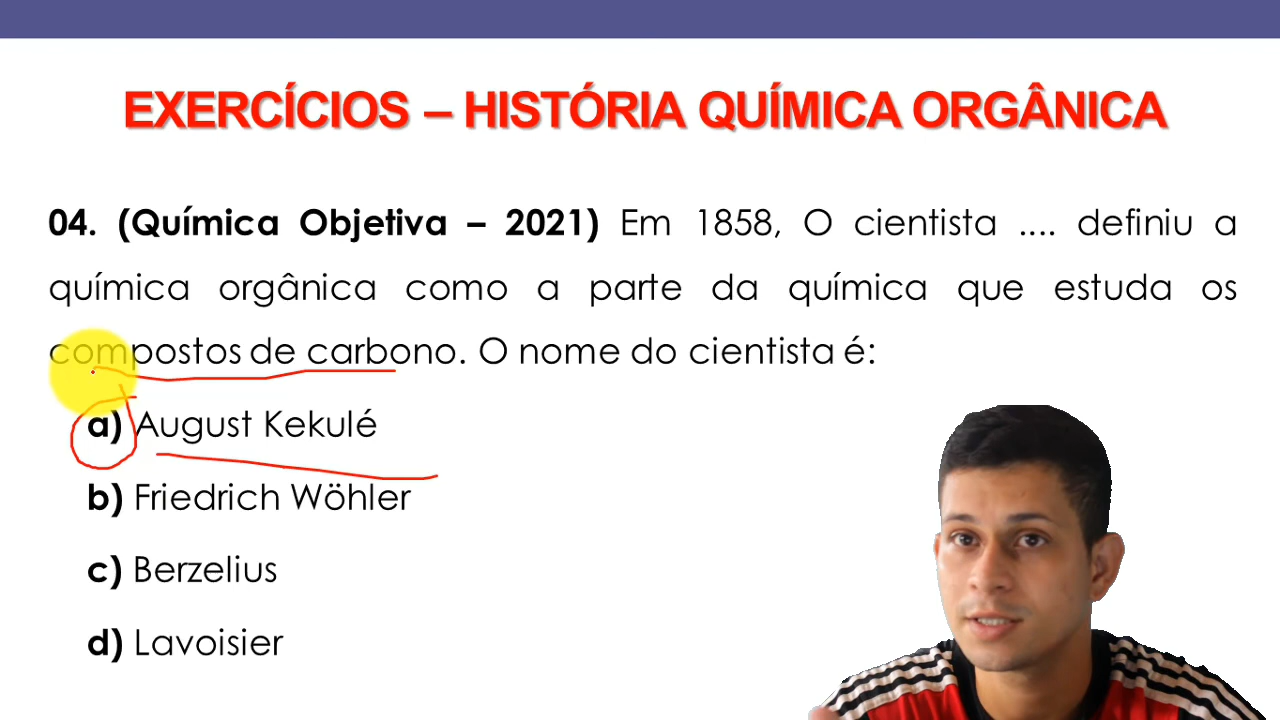 EXERCÍCIOS – HISTÓRIA QUÍMICA ORGÂNICA
04. (Química Objetiva – 2021) Em 1858, O cientista .... definiu a
química orgânica como a parte da química que estuda os
compostos de carbono. O nome do cientista é:
a) August Kekulé
b) Friedrich Wöhler
c) Berzelius
d) Lavoisier